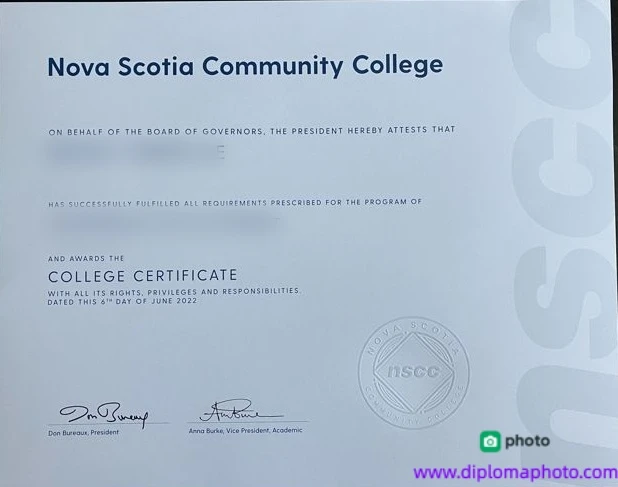 Nova Scotia Community College
ON BEHALF OF THE BOARD OF GOVERNORS, THE PRESIDENT HEREBY ATTESTS THAT
HAS SUCCESSFULLY FULFILLED ALL REQUIREMENTS PRESCRIBED FOR THE PROGRAM OF
AND AWARDS THE
COLLEGE CERTIFICATE
WITH ALL ITS RIGHTS, PRIVILEGES AND RESPONSIBILITIES.
DATED THIS 6TH DAY OF JUNE 2022
NOVA SCOTIA
nscc
COMMUNITY COLLEGE
Don Bureaux
Don Bureaux, President
Anna Burke, Vice President, Academic
nscc
photo
www.diplomaphoto.com